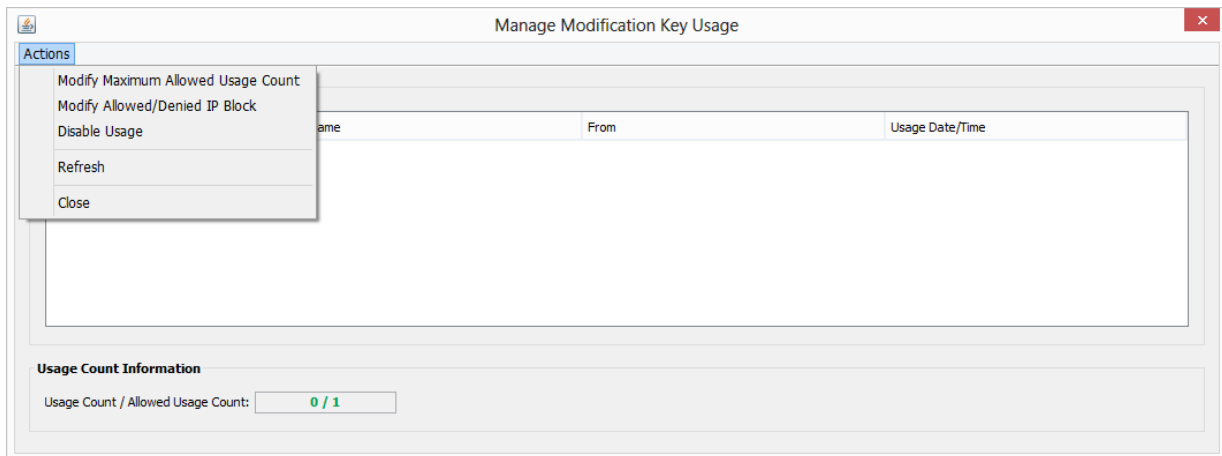 Manage Modification Key Usage
Actions
Modify Maximum Allowed Usage Count
Modify Allowed/Denied IP Block
Disable Usage
Refresh
Close
ame From Usage Date/Time
Usage Count Information
Usage Count / Allowed Usage Count: 0 / 1